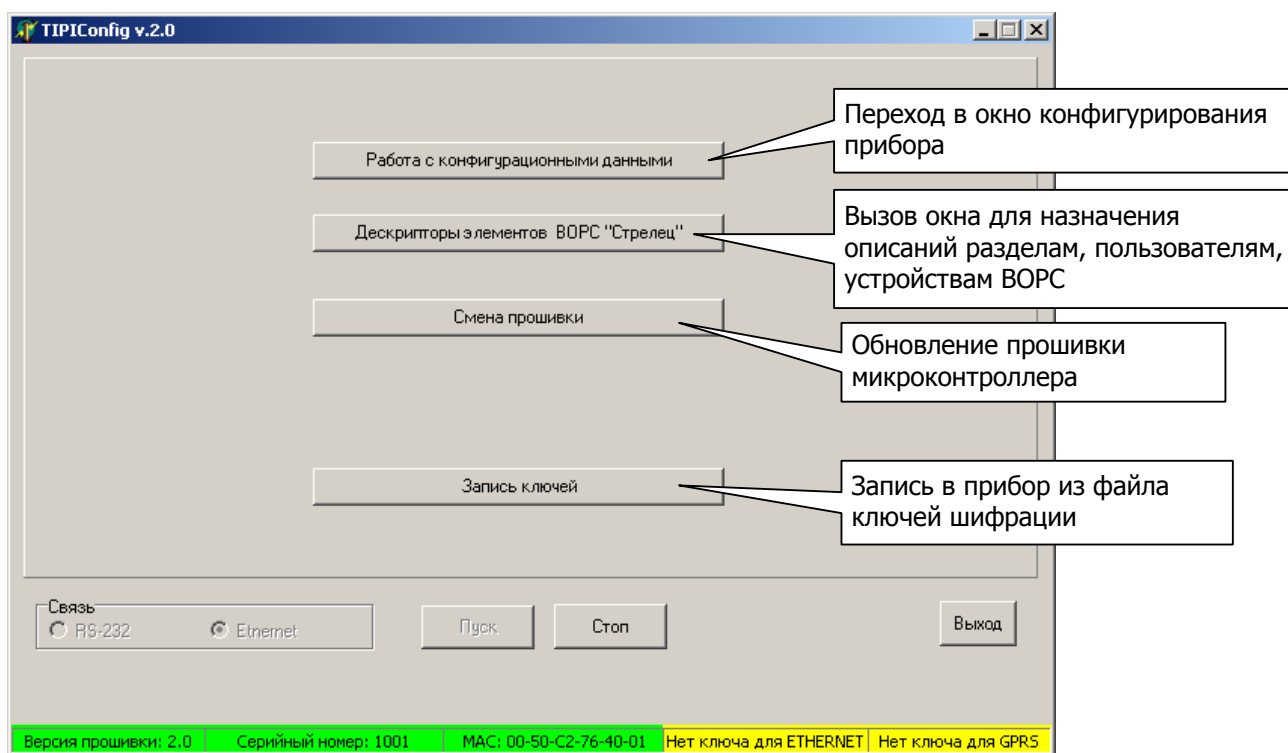 TIPIConfig v.2.0
Переход в окно конфигурирования
прибора
Работа с конфигурационными данными
Вызов окна для назначения
описаний разделам, пользователям,
устройствам ВОРС
Дескрипторы элементов ВОРС "Стрелец"
Смена прошивки
Обновление прошивки
микроконтроллера
Запись ключей
Запись в прибор из файла
ключей шифрации
Связь
RS-232 Etnernet Пуск Стоп Выход
Версия прошивки: 2.0 Серийный номер: 1001 MAC: 00-50-C2-76-40-01 Нет ключа для ETHERNET Нет ключа для GPRS